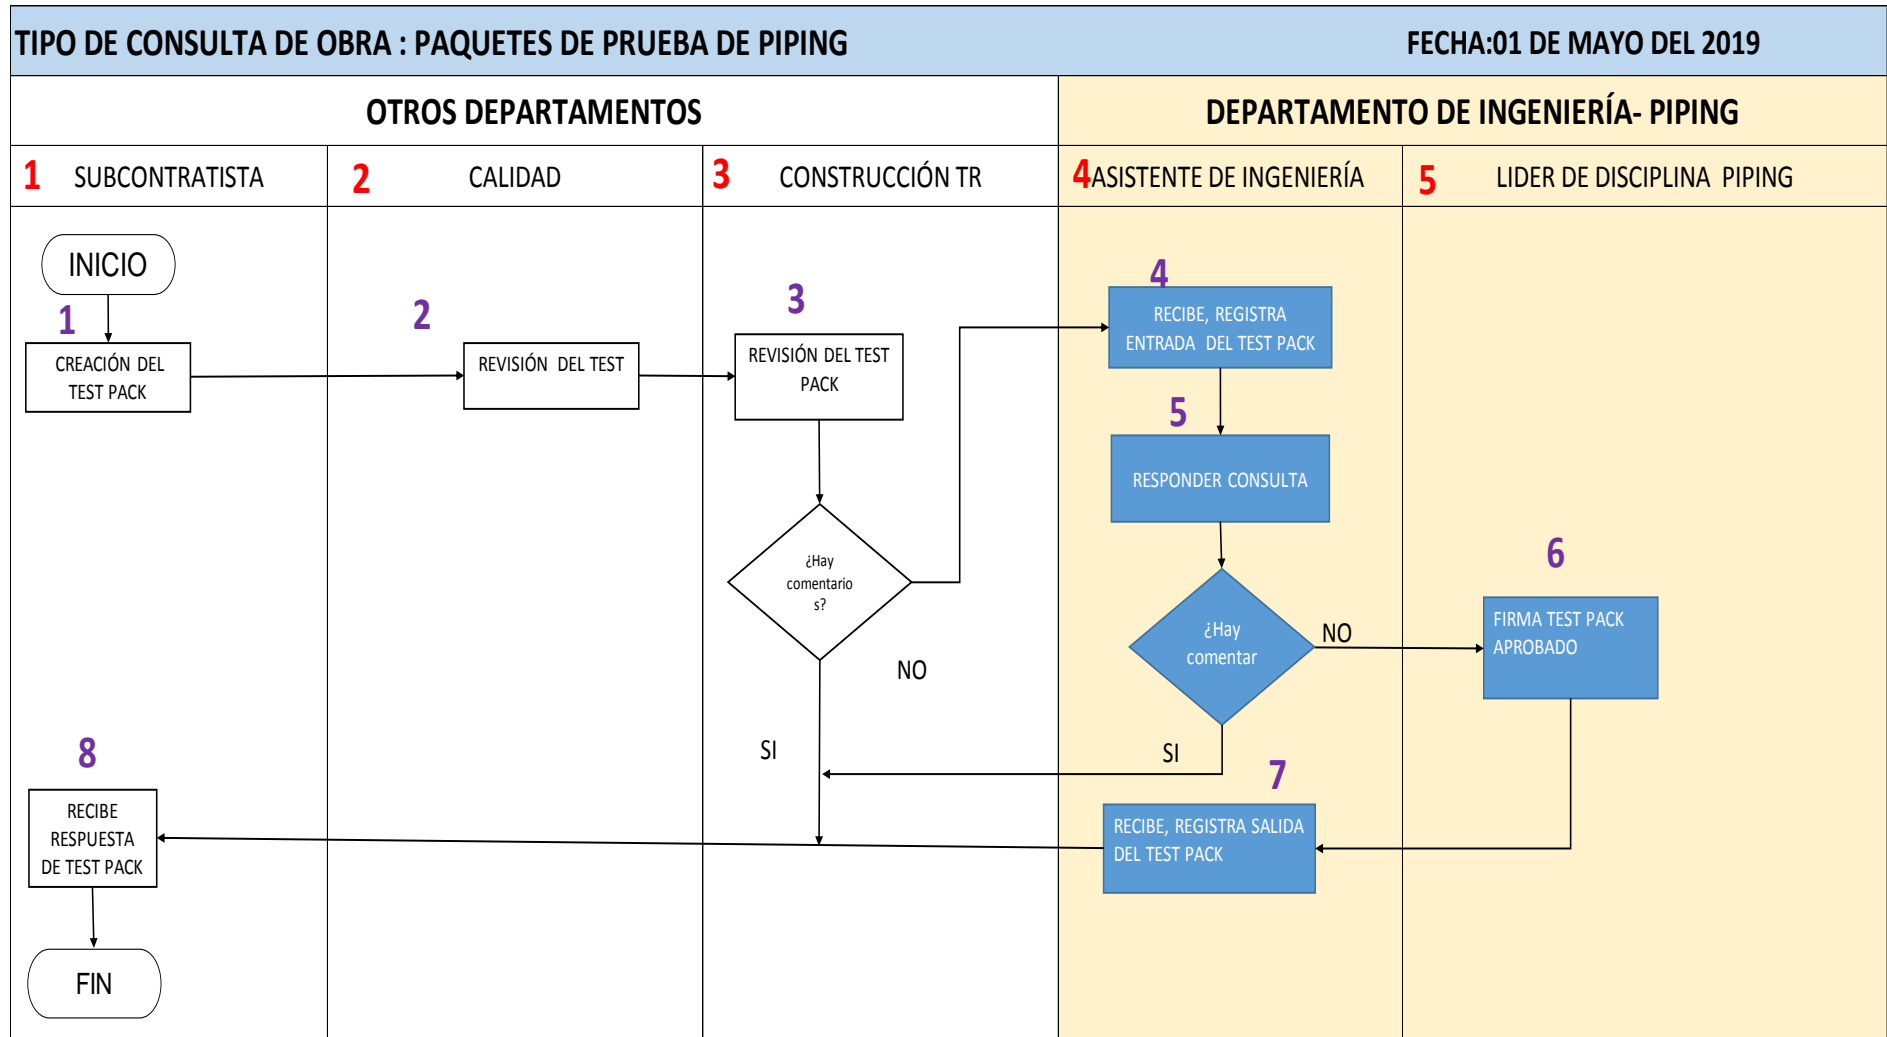 TIPO DE CONSULTA DE OBRA : PAQUETES DE PRUEBA DE PIPING
FECHA:01 DE MAYO DEL 2019
OTROS DEPARTAMENTOS
DEPARTAMENTO DE INGENIERÍA- PIPING
1 SUBCONTRATISTA
2 CALIDAD
3 CONSTRUCCIÓN TR
4 ASISTENTE DE INGENIERÍA
5 LIDER DE DISCIPLINA PIPING
INICIO
1
CREACIÓN DEL
TEST PACK
2
REVISIÓN DEL TEST
3
REVISIÓN DEL TEST
PACK
¿Hay
comentario
s?
NO
SI
4
RECIBE, REGISTRA
ENTRADA DEL TEST PACK
5
RESPONDER CONSULTA
¿Hay
comentar
NO
SI
6
FIRMA TEST PACK
APROBADO
7
RECIBE, REGISTRA SALIDA
DEL TEST PACK
8
RECIBE
RESPUESTA
DE TEST PACK
FIN